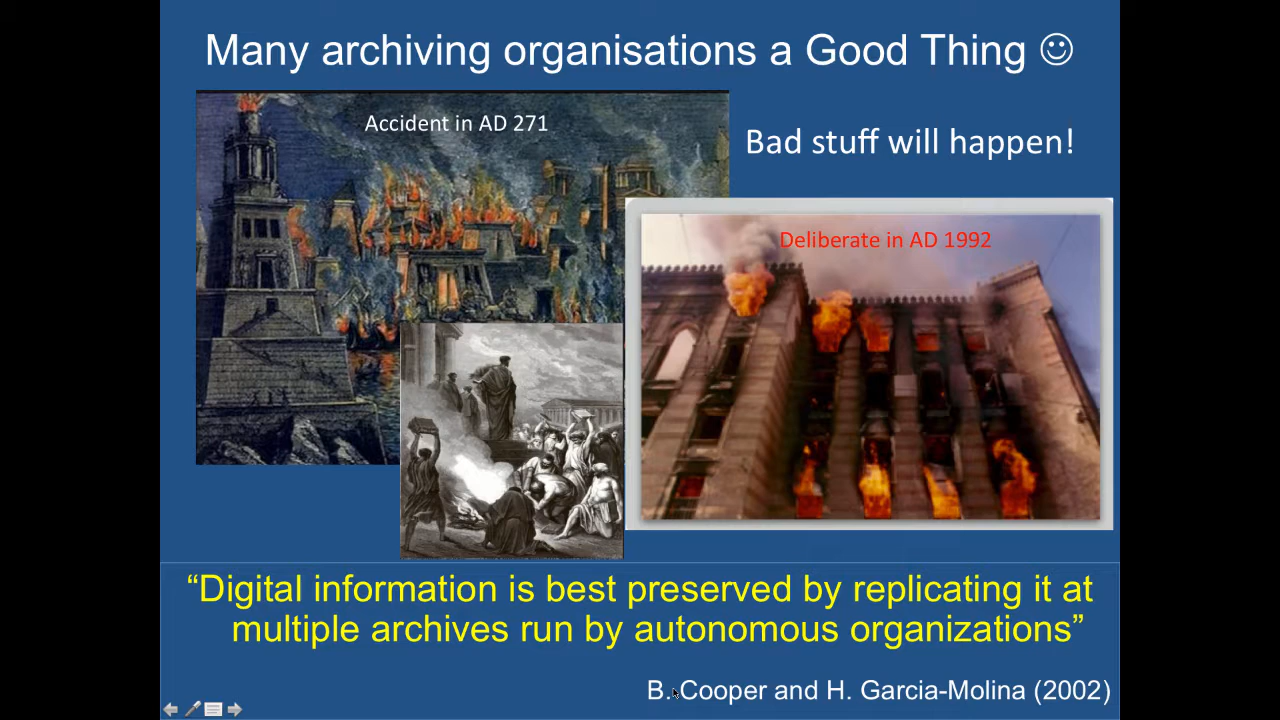 Many archiving organisations a Good Thing ☺
Accident in AD 271
Bad stuff will happen!
Deliberate in AD 1992
“Digital information is best preserved by replicating it at
multiple archives run by autonomous organizations”
B. Cooper and H. Garcia-Molina (2002)